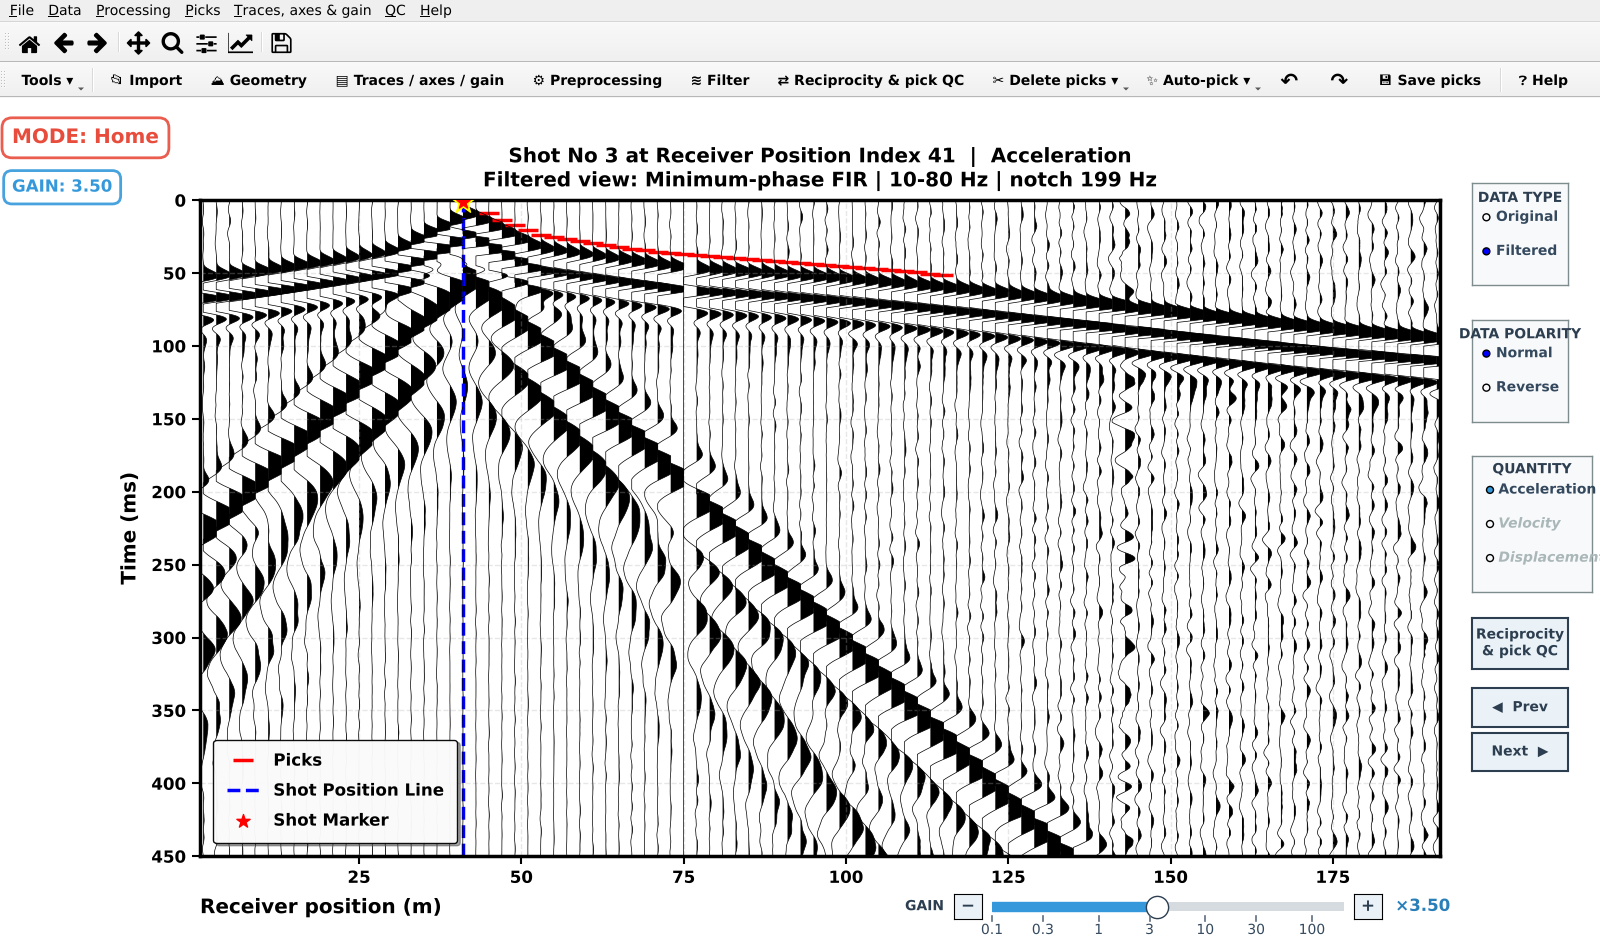 File Data Processing Picks Traces, axes & gain QC Help
Tools ▾ Import Geometry Traces / axes / gain Preprocessing Filter Reciprocity & pick QC Delete picks ▾ Auto-pick ▾ Save picks ? Help
MODE: Home
GAIN: 3.50
Shot No 3 at Receiver Position Index 41 | Acceleration
Filtered view: Minimum-phase FIR | 10-80 Hz | notch 199 Hz
0
50
100
150
200
250
300
350
400
450
Time (ms)
Picks
Shot Position Line
Shot Marker
25 50 75 100 125 150 175
Receiver position (m)
GAIN − + ×3.50
0.1 0.3 1 3 10 30 100
DATA TYPE
Original
Filtered
DATA POLARITY
Normal
Reverse
QUANTITY
Acceleration
Velocity
Displacemen
Reciprocity
& pick QC
◀ Prev
Next ▶